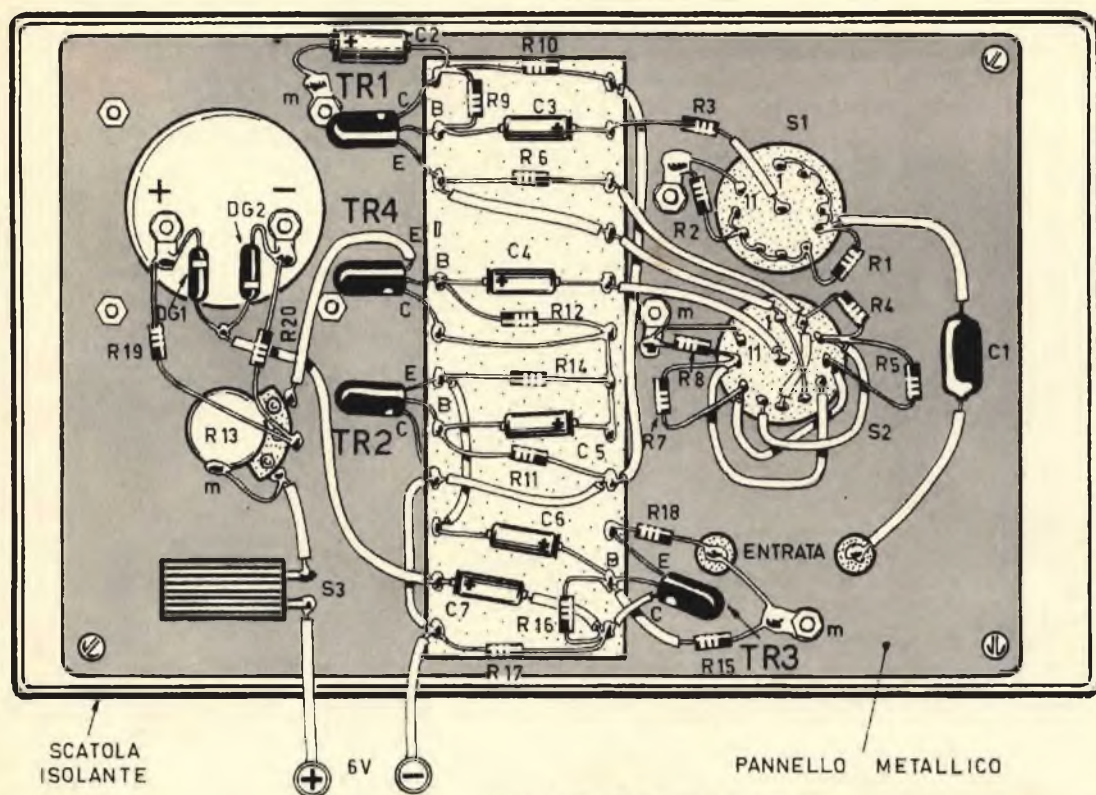 C2
R10
TR1
m
C
B
R9
C3
R3
S1
E
R6
1
11
+
-
DG2
TR4
E
R2
R1
DG1
B
C4
C
R12
m
1
R4
R20
11
R19
R8
R5
C1
E
R14
B
R7
S2
R13
TR2
C
C5
R11
m
C6
R18
ENTRATA
E
B
S3
C7
R16
C
m
R17
R15
TR3
SCATOLA
ISOLANTE
+
6V
-
PANNELLO METALLICO